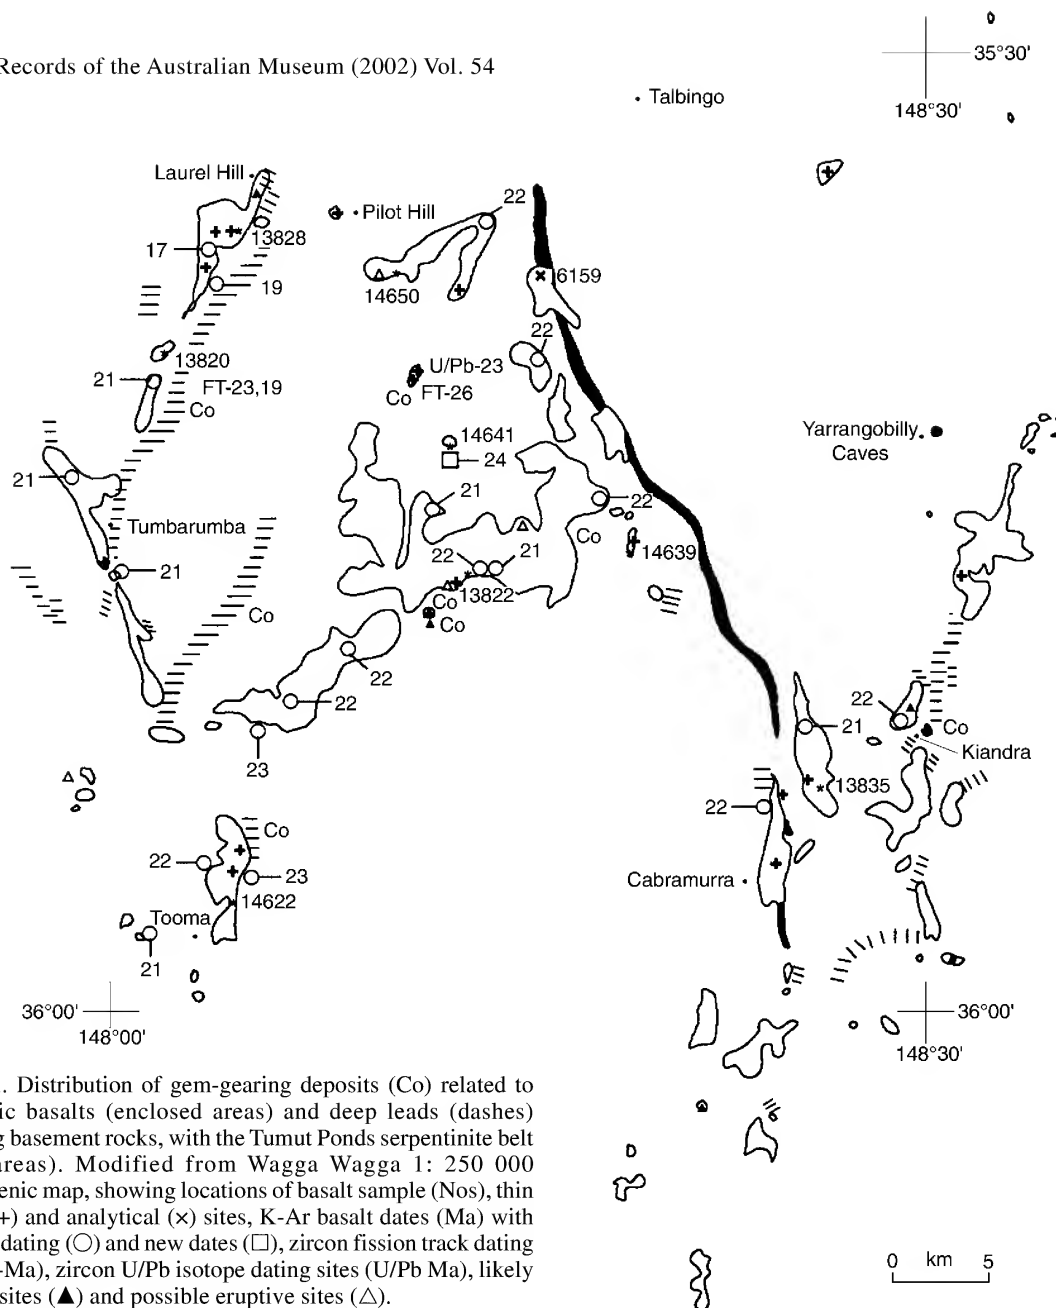 Records of the Australian Museum (2002) Vol. 54
35°30'
148°30'
Talbingo
Laurel Hill
Pilot Hill
22
13828
17
19
14650
6159
22
13820
U/Pb-23
21
FT-23,19
FT-26
Co
Co
14641
24
Yarrangobilly
Caves
21
21
22
Tumbarumba
Co
22
21
14639
21
13822
Co
Co
Co
22
22
22
21
Co
Kiandra
23
13835
22
Co
22
23
Cabramurra
14622
Tooma
21
36°00'
148°00'
36°00'
148°30'
. Distribution of gem-gearing deposits (Co) related to
ic basalts (enclosed areas) and deep leads (dashes)
g basement rocks, with the Tumut Ponds serpentinite belt
areas). Modified from Wagga Wagga 1: 250 000
enic map, showing locations of basalt sample (Nos), thin
+) and analytical (×) sites, K-Ar basalt dates (Ma) with
dating (○) and new dates (□), zircon fission track dating
-Ma), zircon U/Pb isotope dating sites (U/Pb Ma), likely
sites (▲) and possible eruptive sites (△).
0 km 5